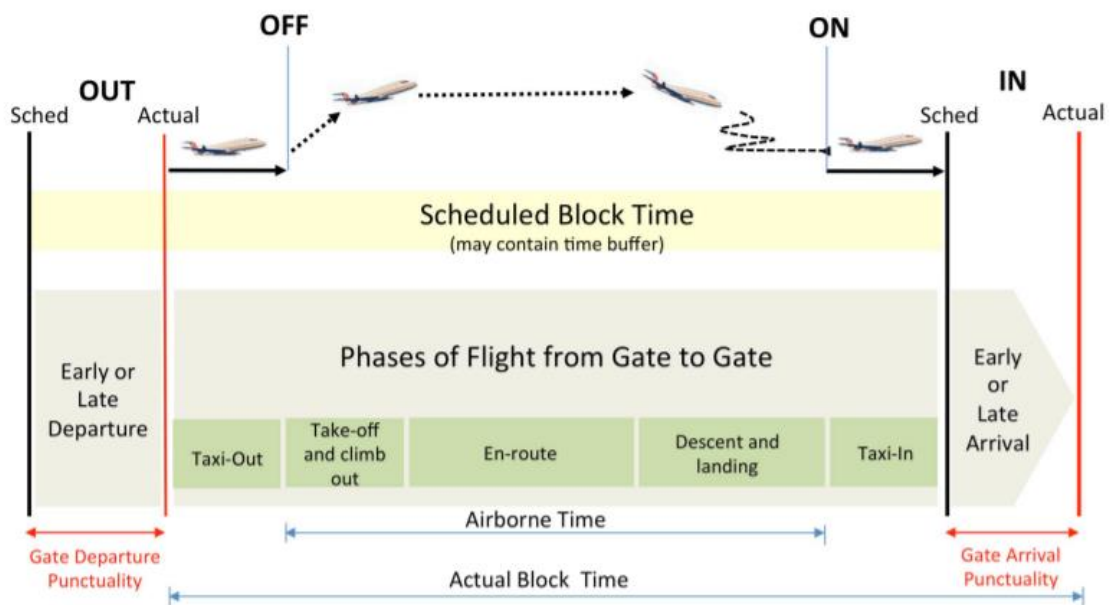 OFF
ON
OUT
IN
Sched
Actual
Sched
Actual
Scheduled Block Time
(may contain time buffer)
Phases of Flight from Gate to Gate
Early or
Late
Departure
Early
or
Late
Arrival
Taxi-Out
Take-off
and climb
out
En-route
Descent and
landing
Taxi-In
Airborne Time
Gate Departure
Punctuality
Gate Arrival
Punctuality
Actual Block Time